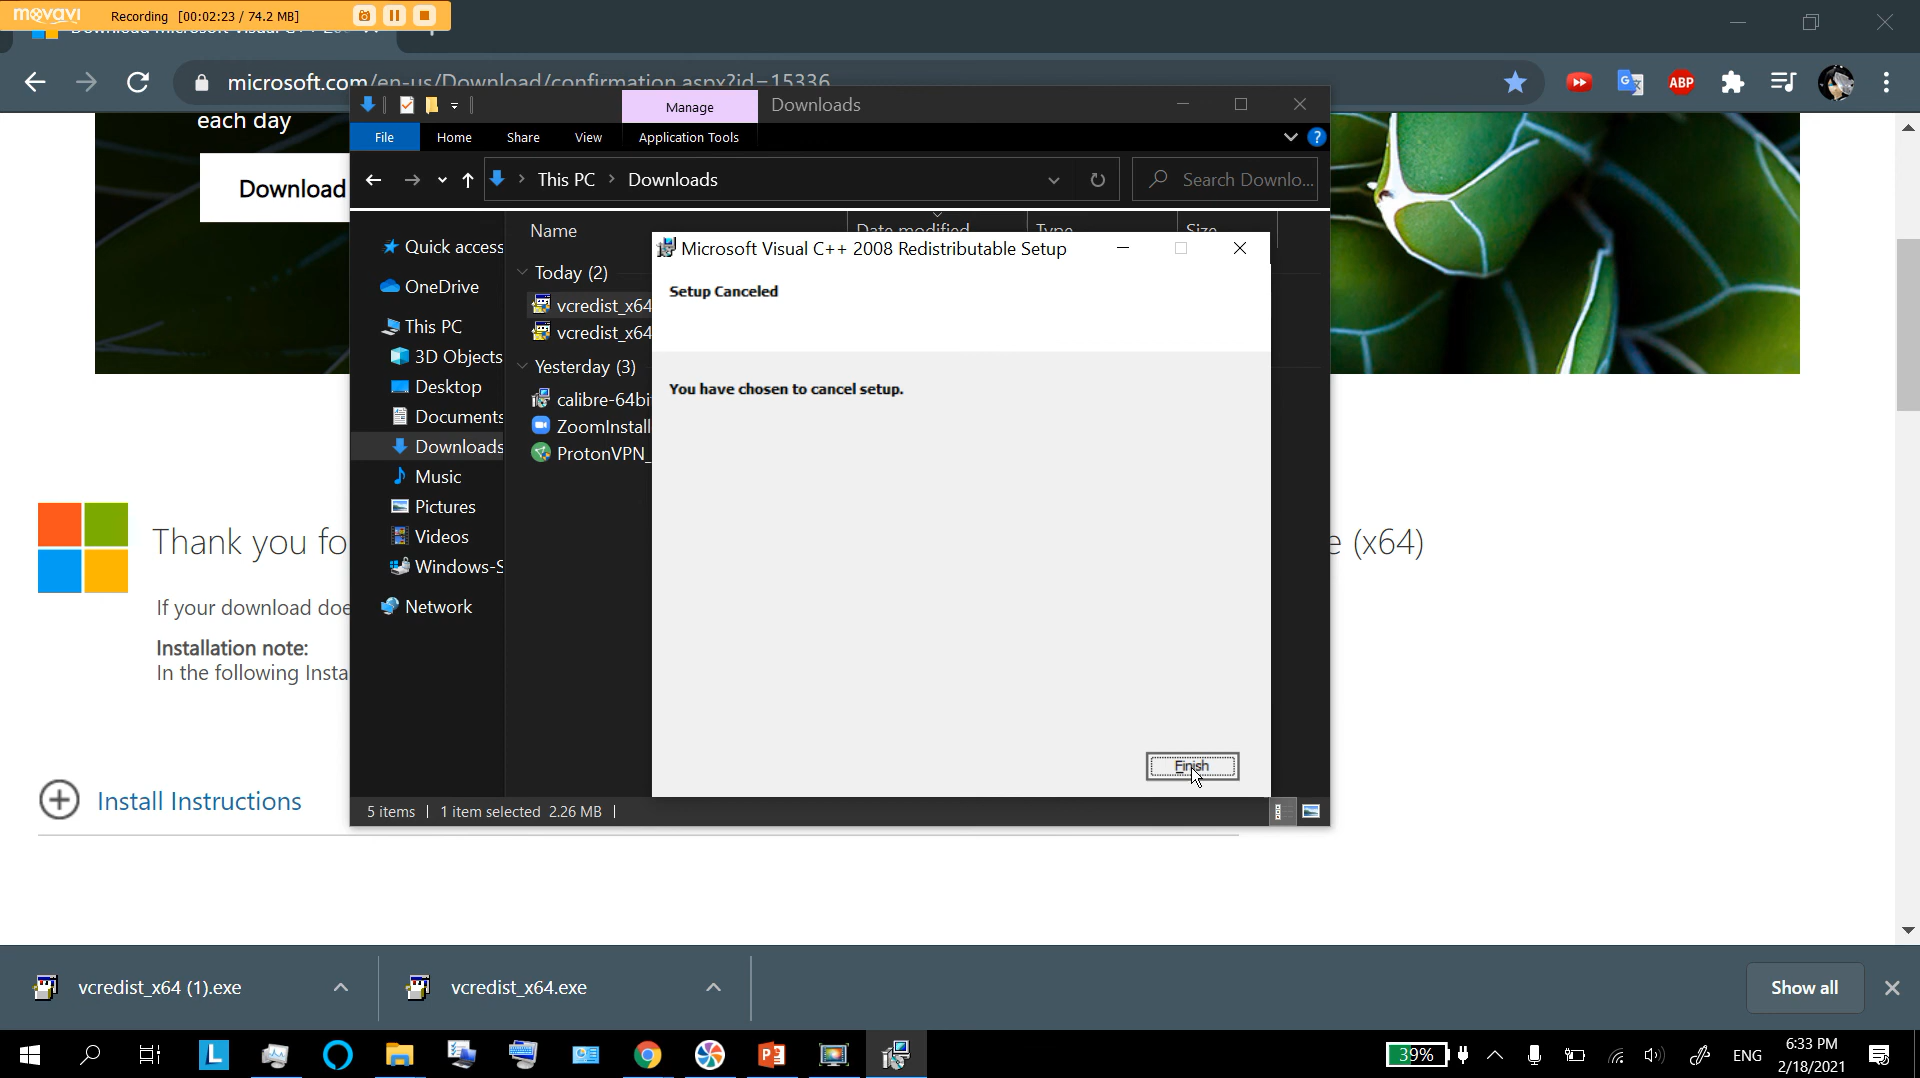 movavi
Recording [00:02:23 / 74.2 MB]
microsoft.com/en-us/Download/confirmation.aspx?id=15336
ABP
each day
Download
Manage
Downloads
File
Home
Share
View
Application Tools
This PC
Downloads
Search Downlo...
Name
Date modified
Type
Size
Quick access
OneDrive
This PC
3D Objects
Desktop
Documents
Downloads
Music
Pictures
Videos
Windows-S
Network
Today (2)
vcredist_x64
vcredist_x64
Yesterday (3)
calibre-64bi
ZoomInstall
ProtonVPN_
Microsoft Visual C++ 2008 Redistributable Setup
Setup Canceled
You have chosen to cancel setup.
Finish
5 items
1 item selected 2.26 MB
Thank you fo
e (x64)
If your download doe
Installation note:
In the following Insta
Install Instructions
vcredist_x64 (1).exe
vcredist_x64.exe
Show all
39%
ENG
6:33 PM
2/18/2021